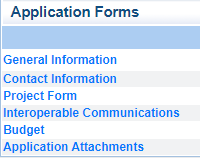 Application Forms
General Information
Contact Information
Project Form
Interoperable Communications
Budget
Application Attachments